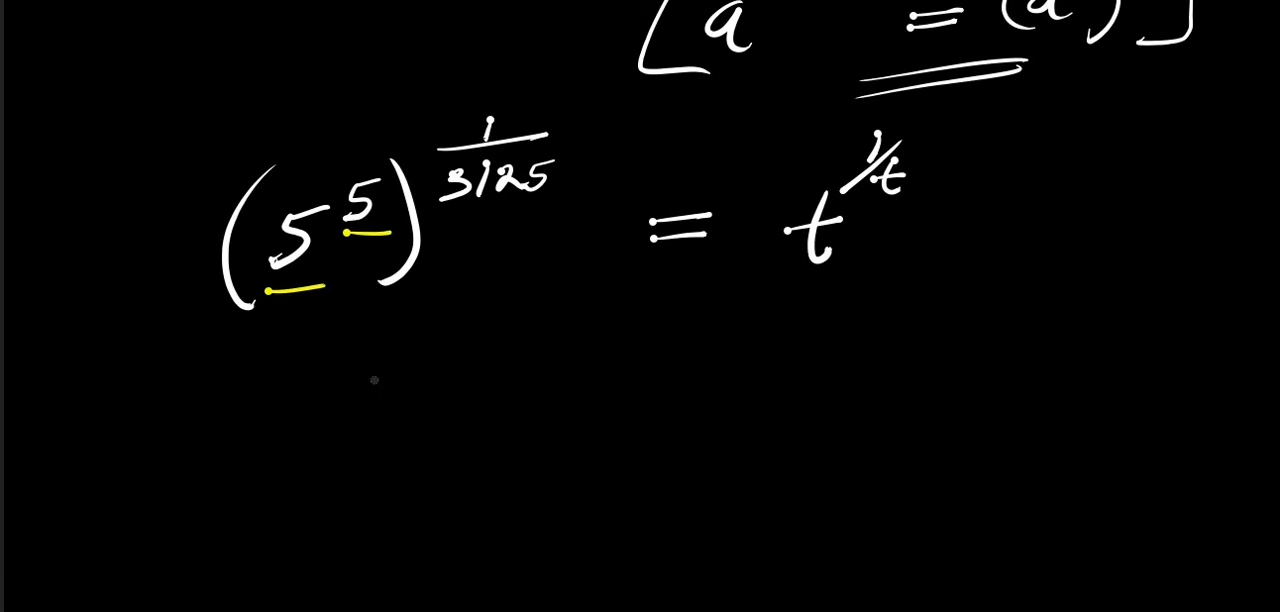 [a = (a)]
(5^5)^(1/3125) = t^(1/t)